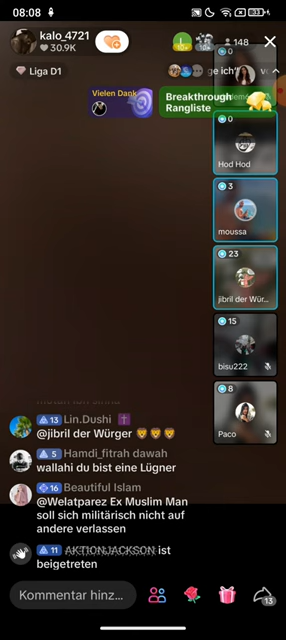 08:08
33
kalo_4721
30.9K
148
Liga D1
ge ich
Vielen Dank
Breakthrough
Rangliste
0
0
Hod Hod
3
moussa
23
jibril der Wür...
15
bisu222
8
Paco
13 Lin.Dushi
@jibril der Würger 🦁🦁🦁
5 Hamdi_fitrah dawah
wallahi du bist eine Lügner
16 Beautiful Islam
@Welatparez Ex Muslim Man
soll sich militärisch nicht auf
andere verlassen
11 AKTIONJACKSON ist
beigetreten
Kommentar hinz...
13